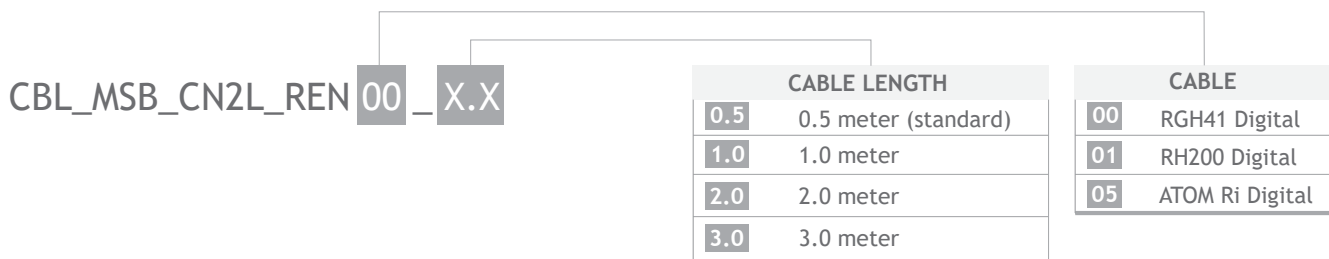 CBL_MSB_CN2L_REN 00 _ X.X
CABLE LENGTH
0.5 0.5 meter (standard)
1.0 1.0 meter
2.0 2.0 meter
3.0 3.0 meter
CABLE
00 RGH41 Digital
01 RH200 Digital
05 ATOM Ri Digital